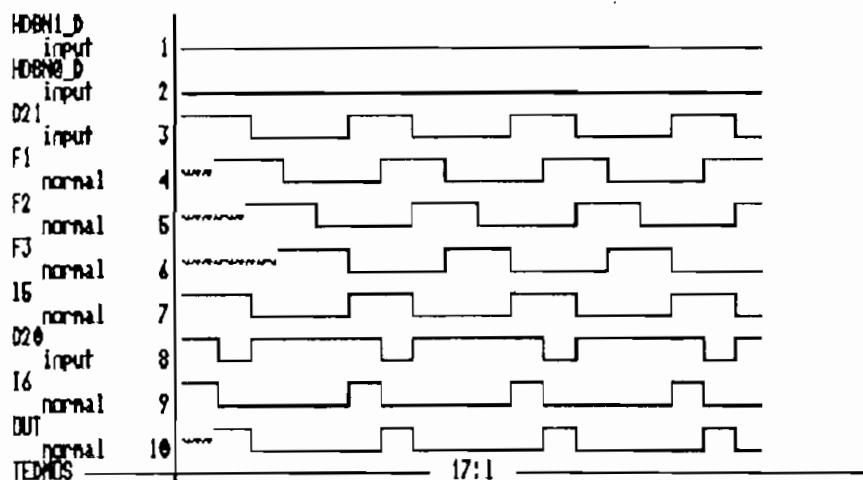 HDBN1_D
input 1
HDBN0_D
input 2
D21
input 3
F1
normal 4
F2
normal 5
F3
normal 6
I5
normal 7
D20
input 8
I6
normal 9
OUT
normal 10
TEDMOS 17:1